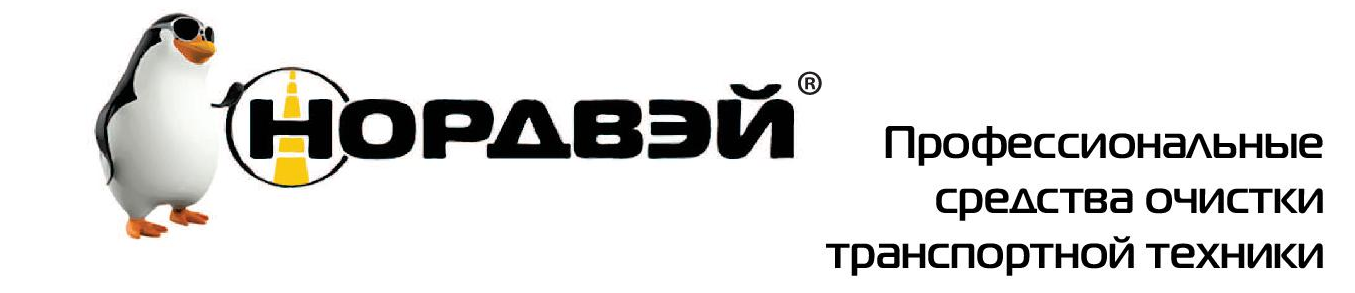 НОРДВЭЙ®
Профессиональные
средства очистки
транспортной техники